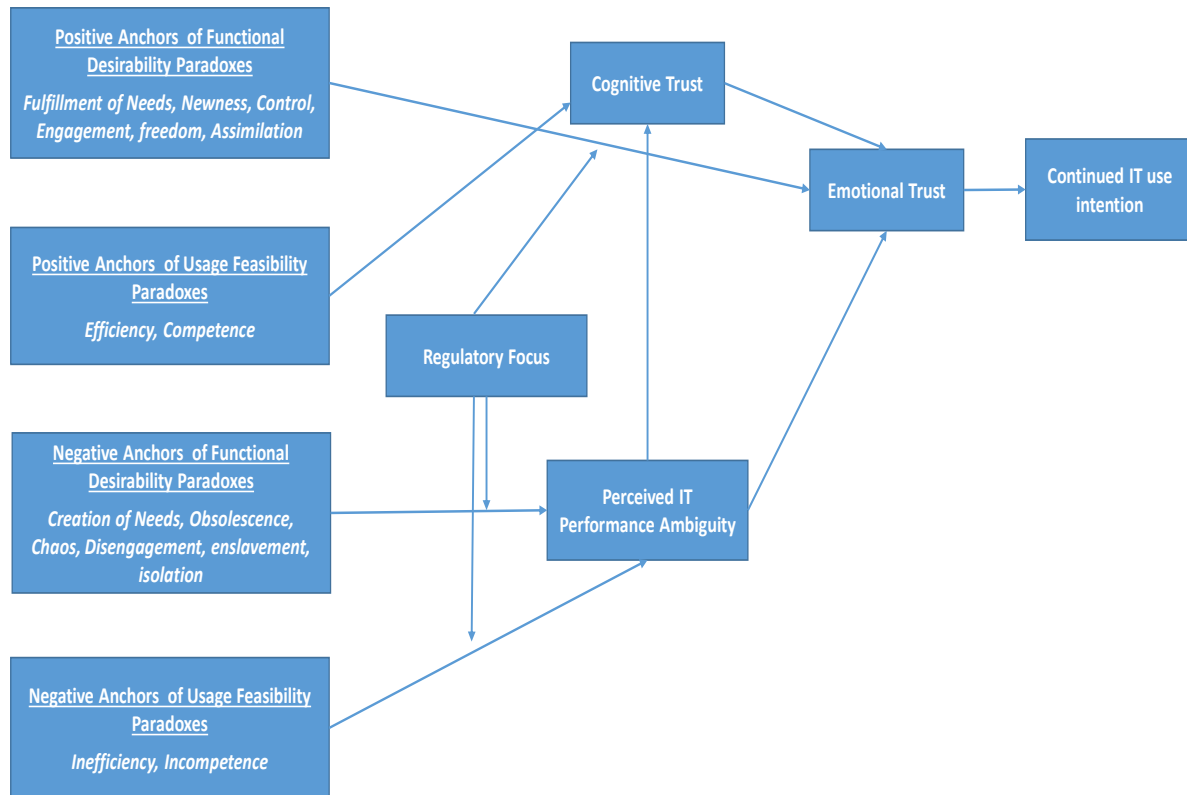 Positive Anchors of Functional
Desirability Paradoxes
Fulfillment of Needs, Newness, Control,
Engagement, freedom, Assimilation
Cognitive Trust
Emotional Trust
Continued IT use
intention
Positive Anchors of Usage Feasibility
Paradoxes
Efficiency, Competence
Regulatory Focus
Negative Anchors of Functional
Desirability Paradoxes
Creation of Needs, Obsolescence,
Chaos, Disengagement, enslavement,
isolation
Perceived IT
Performance Ambiguity
Negative Anchors of Usage Feasibility
Paradoxes
Inefficiency, Incompetence